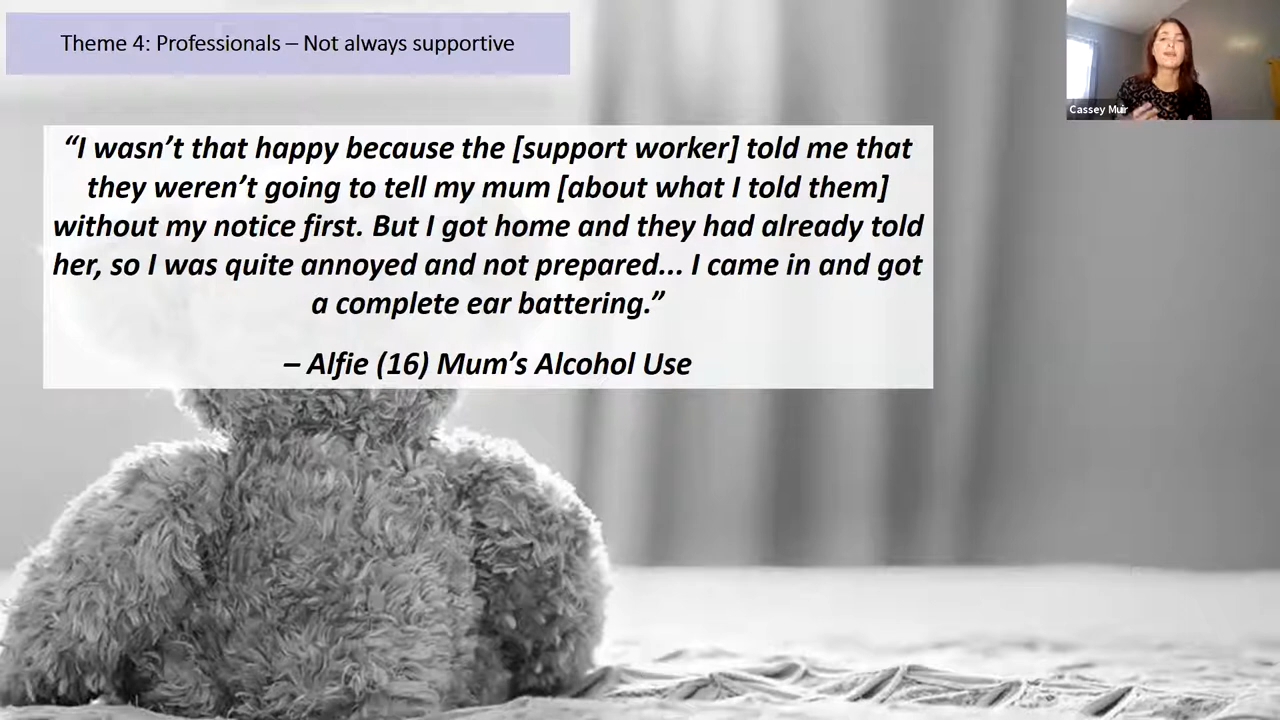 Theme 4: Professionals – Not always supportive
Cassey Muir
“I wasn’t that happy because the [support worker] told me that
they weren’t going to tell my mum [about what I told them]
without my notice first. But I got home and they had already told
her, so I was quite annoyed and not prepared... I came in and got
a complete ear battering.”
– Alfie (16) Mum’s Alcohol Use